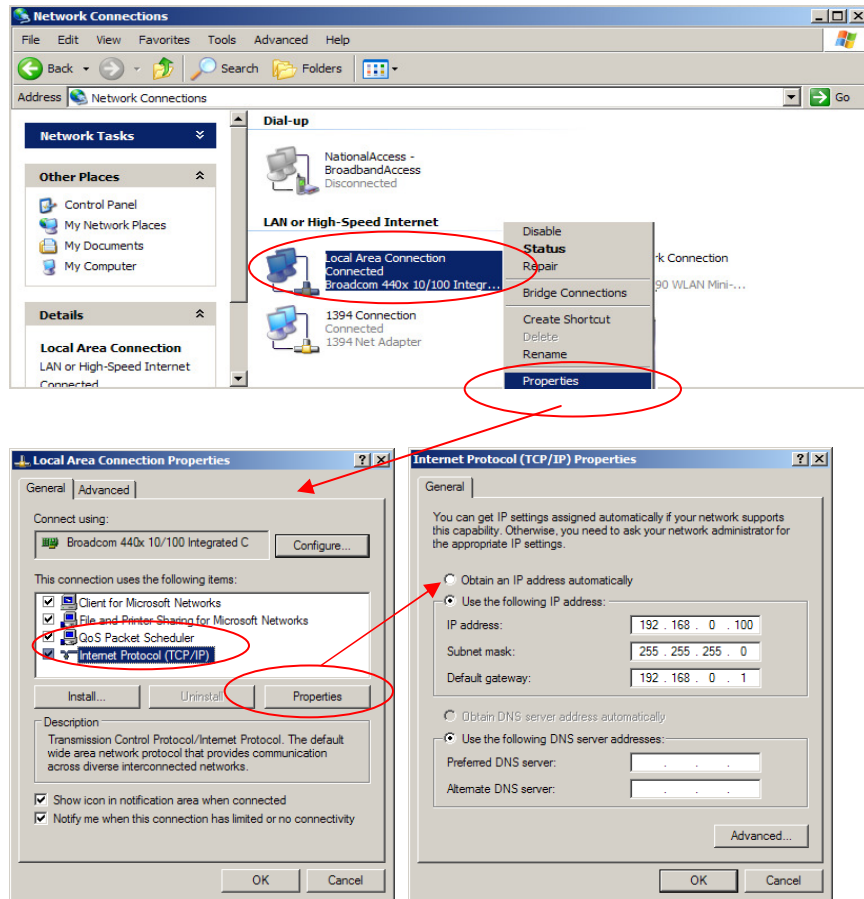 Network Connections
File Edit View Favorites Tools Advanced Help
Back Search Folders
Address Network Connections Go
Network Tasks
Other Places
Control Panel
My Network Places
My Documents
My Computer
Details
Local Area Connection
LAN or High-Speed Internet
Connected
Dial-up
NationalAccess -
BroadbandAccess
Disconnected
LAN or High-Speed Internet
Local Area Connection
Connected
Broadcom 440x 10/100 Integr...
1394 Connection
Connected
1394 Net Adapter
Disable
Status
Repair
Bridge Connections
Create Shortcut
Delete
Rename
Properties
Connection
90 WLAN Mini-...
Local Area Connection Properties
General Advanced
Connect using:
Broadcom 440x 10/100 Integrated C
Configure...
This connection uses the following items:
Client for Microsoft Networks
File and Printer Sharing for Microsoft Networks
QoS Packet Scheduler
Internet Protocol (TCP/IP)
Install... Uninstall Properties
Description
Transmission Control Protocol/Internet Protocol. The default
wide area network protocol that provides communication
across diverse interconnected networks.
Show icon in notification area when connected
Notify me when this connection has limited or no connectivity
OK Cancel
Internet Protocol (TCP/IP) Properties
General
You can get IP settings assigned automatically if your network supports
this capability. Otherwise, you need to ask your network administrator for
the appropriate IP settings.
Obtain an IP address automatically
Use the following IP address:
IP address: 192 . 168 . 0 . 100
Subnet mask: 255 . 255 . 255 . 0
Default gateway: 192 . 168 . 0 . 1
Obtain DNS server address automatically
Use the following DNS server addresses:
Preferred DNS server: . . .
Alternate DNS server: . . .
Advanced...
OK Cancel